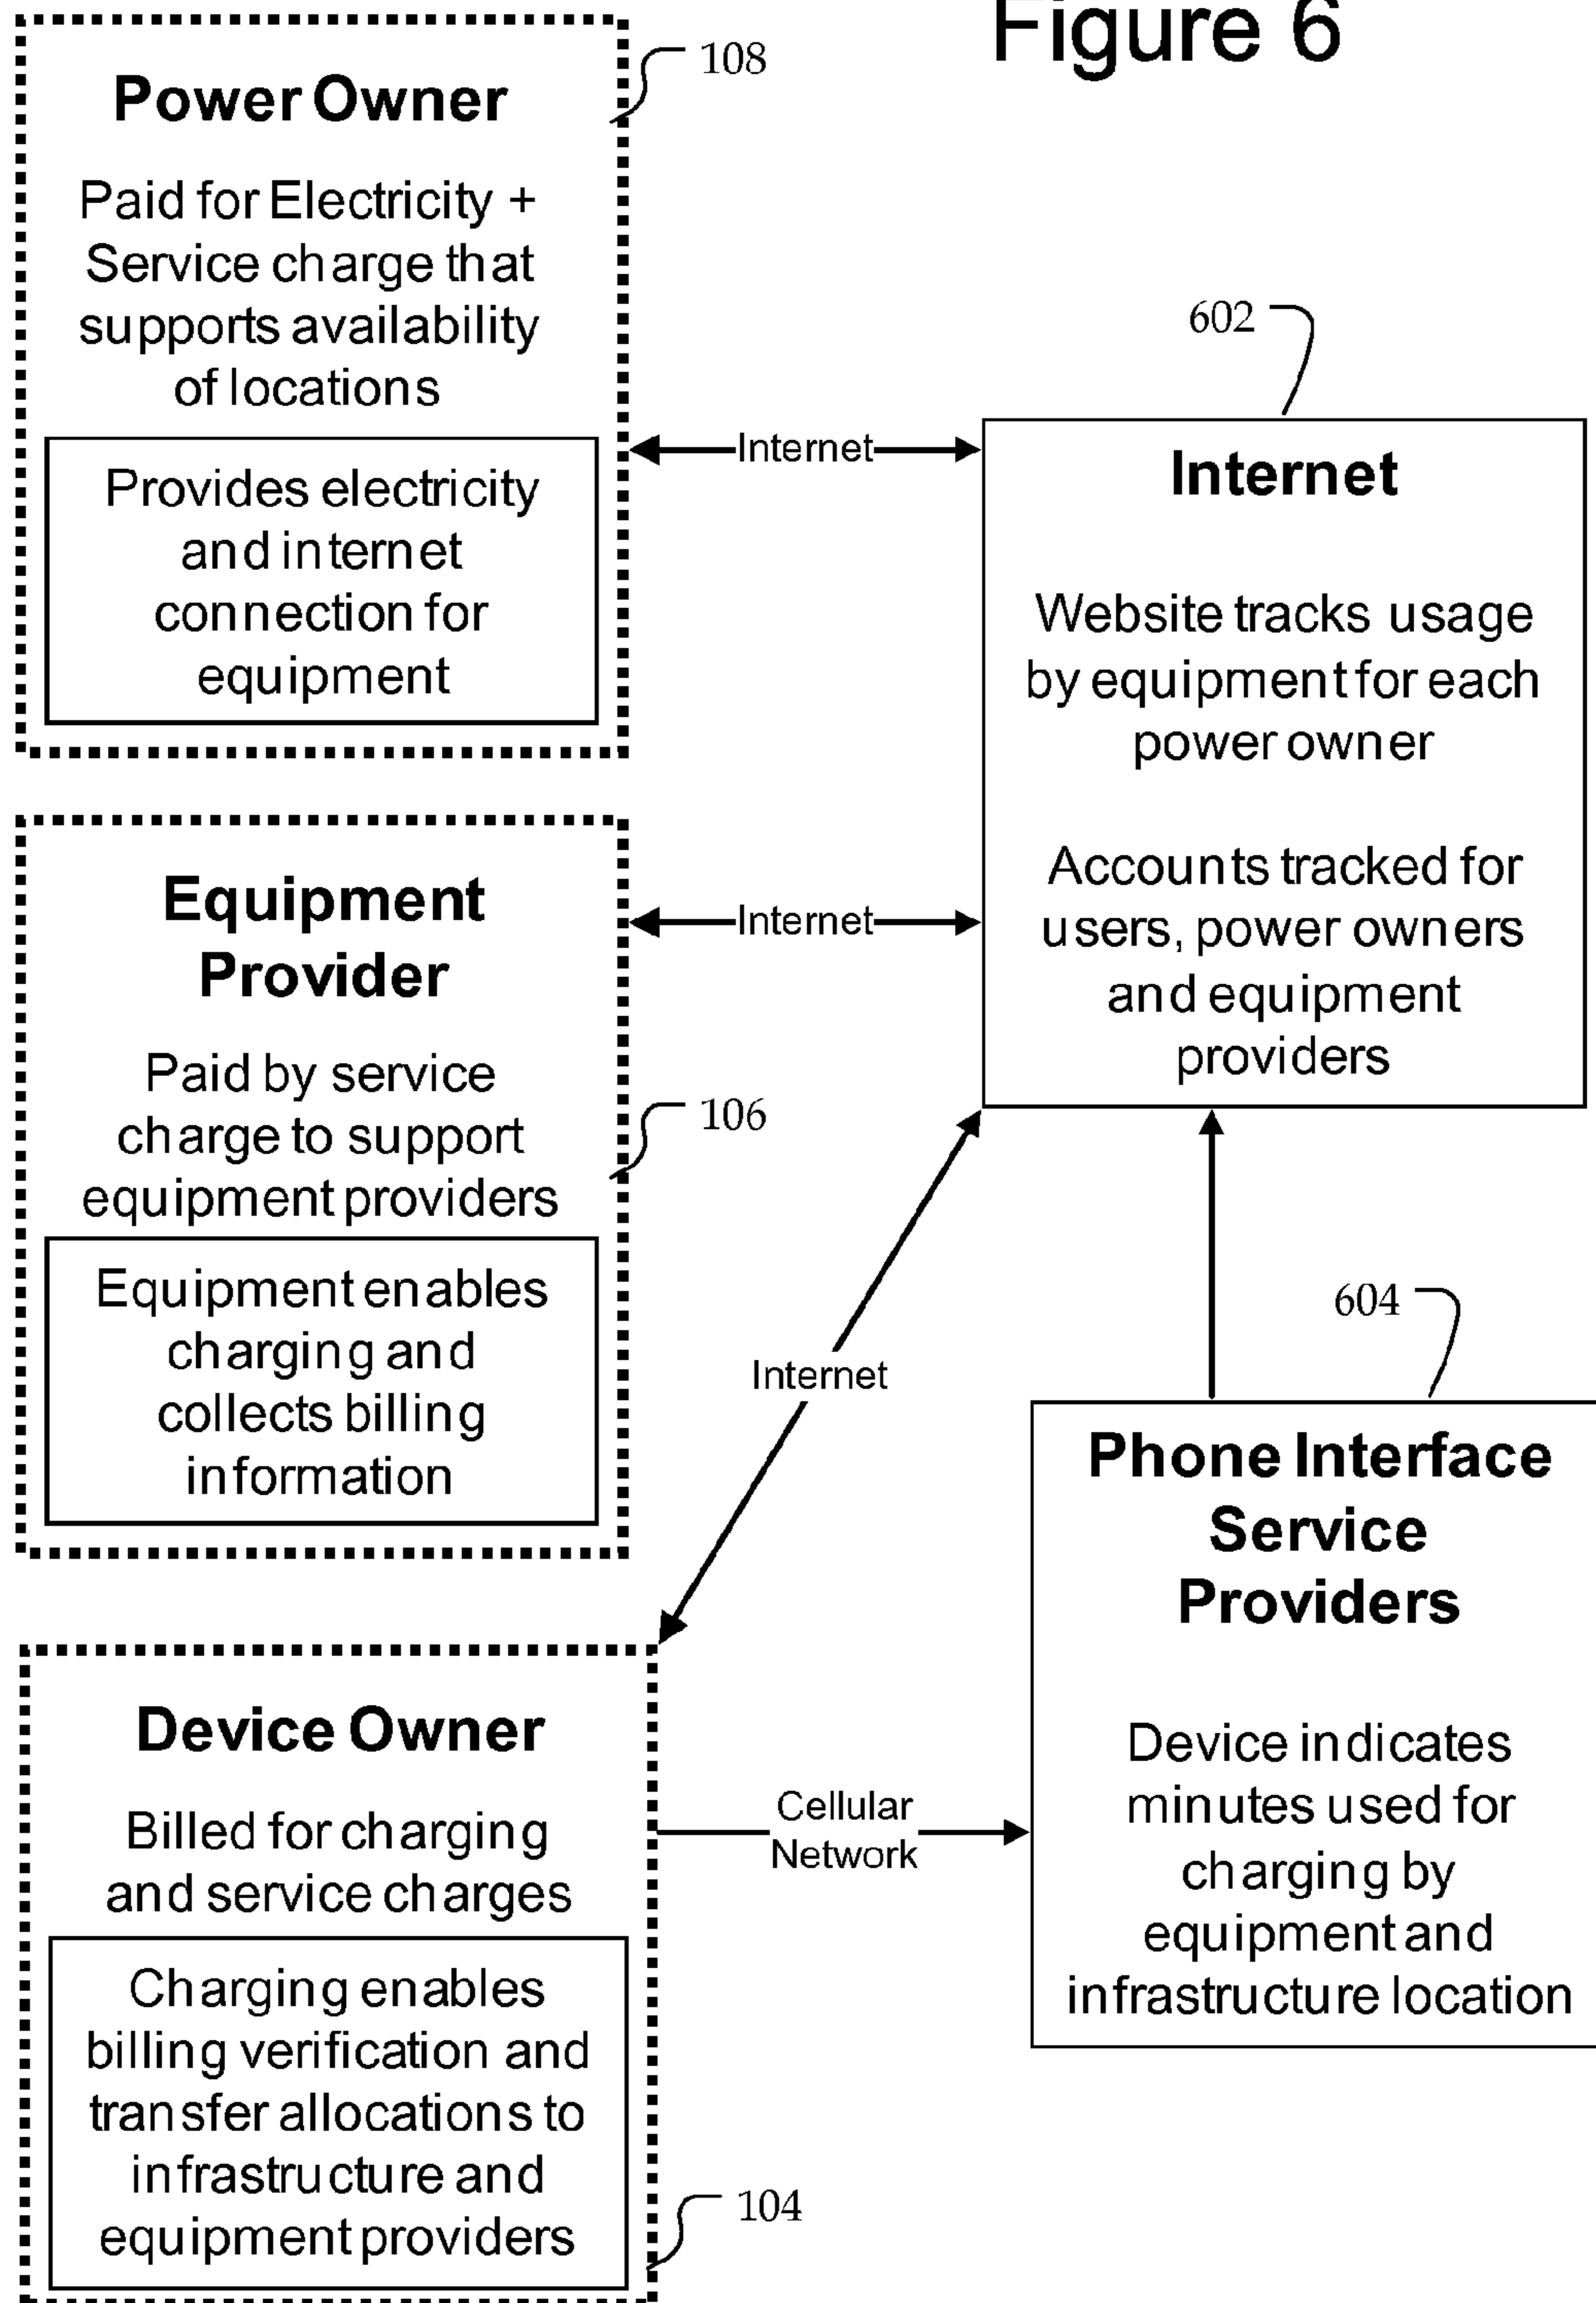 Figure 6
108
Power Owner
Paid for Electricity +
Service charge that
supports availability
of locations
Provides electricity
and internet
connection for
equipment
Internet
602
Internet
Website tracks usage
by equipment for each
power owner
Accounts tracked for
users, power owners
and equipment
providers
Equipment
Provider
Paid by service
charge to support
equipment providers
106
Equipment enables
charging and
collects billing
information
Internet
Internet
604
Phone Interface
Service
Providers
Device indicates
minutes used for
charging by
equipment and
infrastructure location
Device Owner
Billed for charging
and service charges
Charging enables
billing verification and
transfer allocations to
infrastructure and
equipment providers
104
Cellular
Network